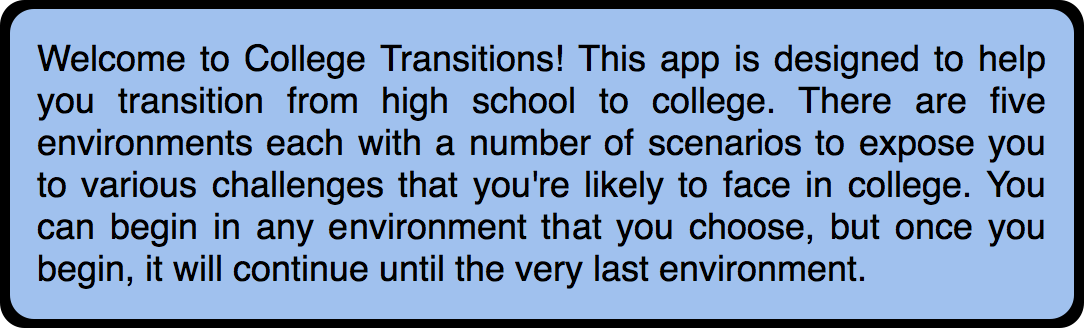 Welcome to College Transitions! This app is designed to help
you transition from high school to college. There are five
environments each with a number of scenarios to expose you
to various challenges that you're likely to face in college. You
can begin in any environment that you choose, but once you
begin, it will continue until the very last environment.